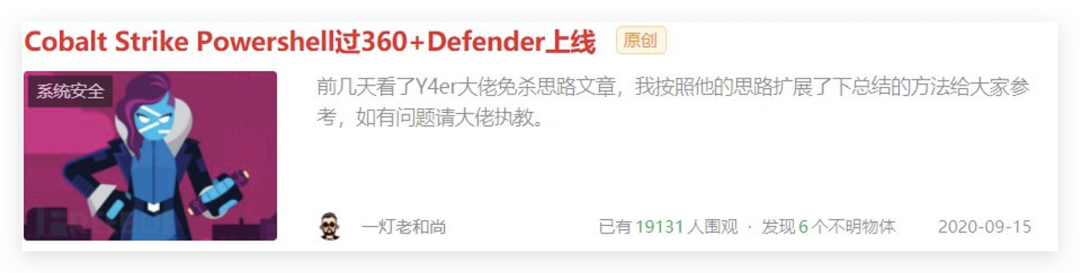 Cobalt Strike Powershell过360+Defender上线 原创
系统安全
前几天看了Y4er大佬免杀思路文章，我按照他的思路扩展了下总结的方法给大家参
考，如有问题请大佬执教。
一灯老和尚 已有 19131 人围观 · 发现 6 个不明物体 2020-09-15